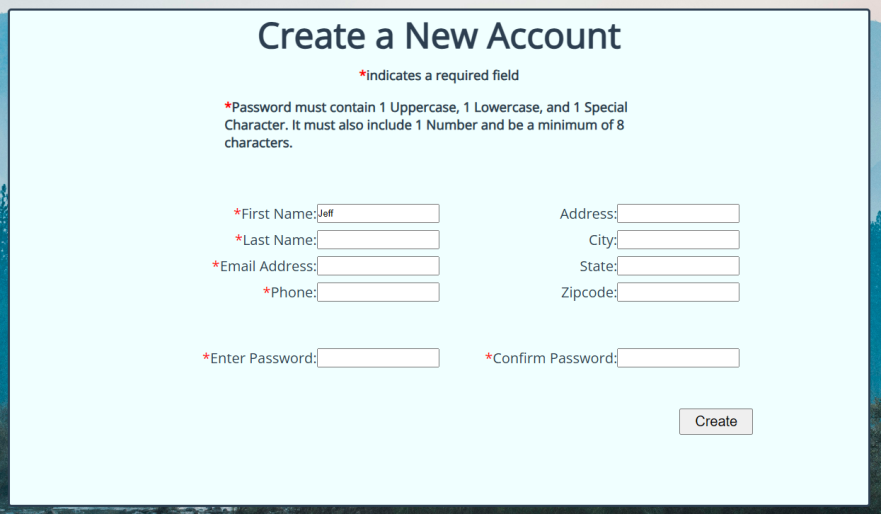 Create a New Account
*indicates a required field
*Password must contain 1 Uppercase, 1 Lowercase, and 1 Special
Character. It must also include 1 Number and be a minimum of 8
characters.
*First Name: Jeff
Address:
*Last Name:
City:
*Email Address:
State:
*Phone:
Zipcode:
*Enter Password:
*Confirm Password:
Create